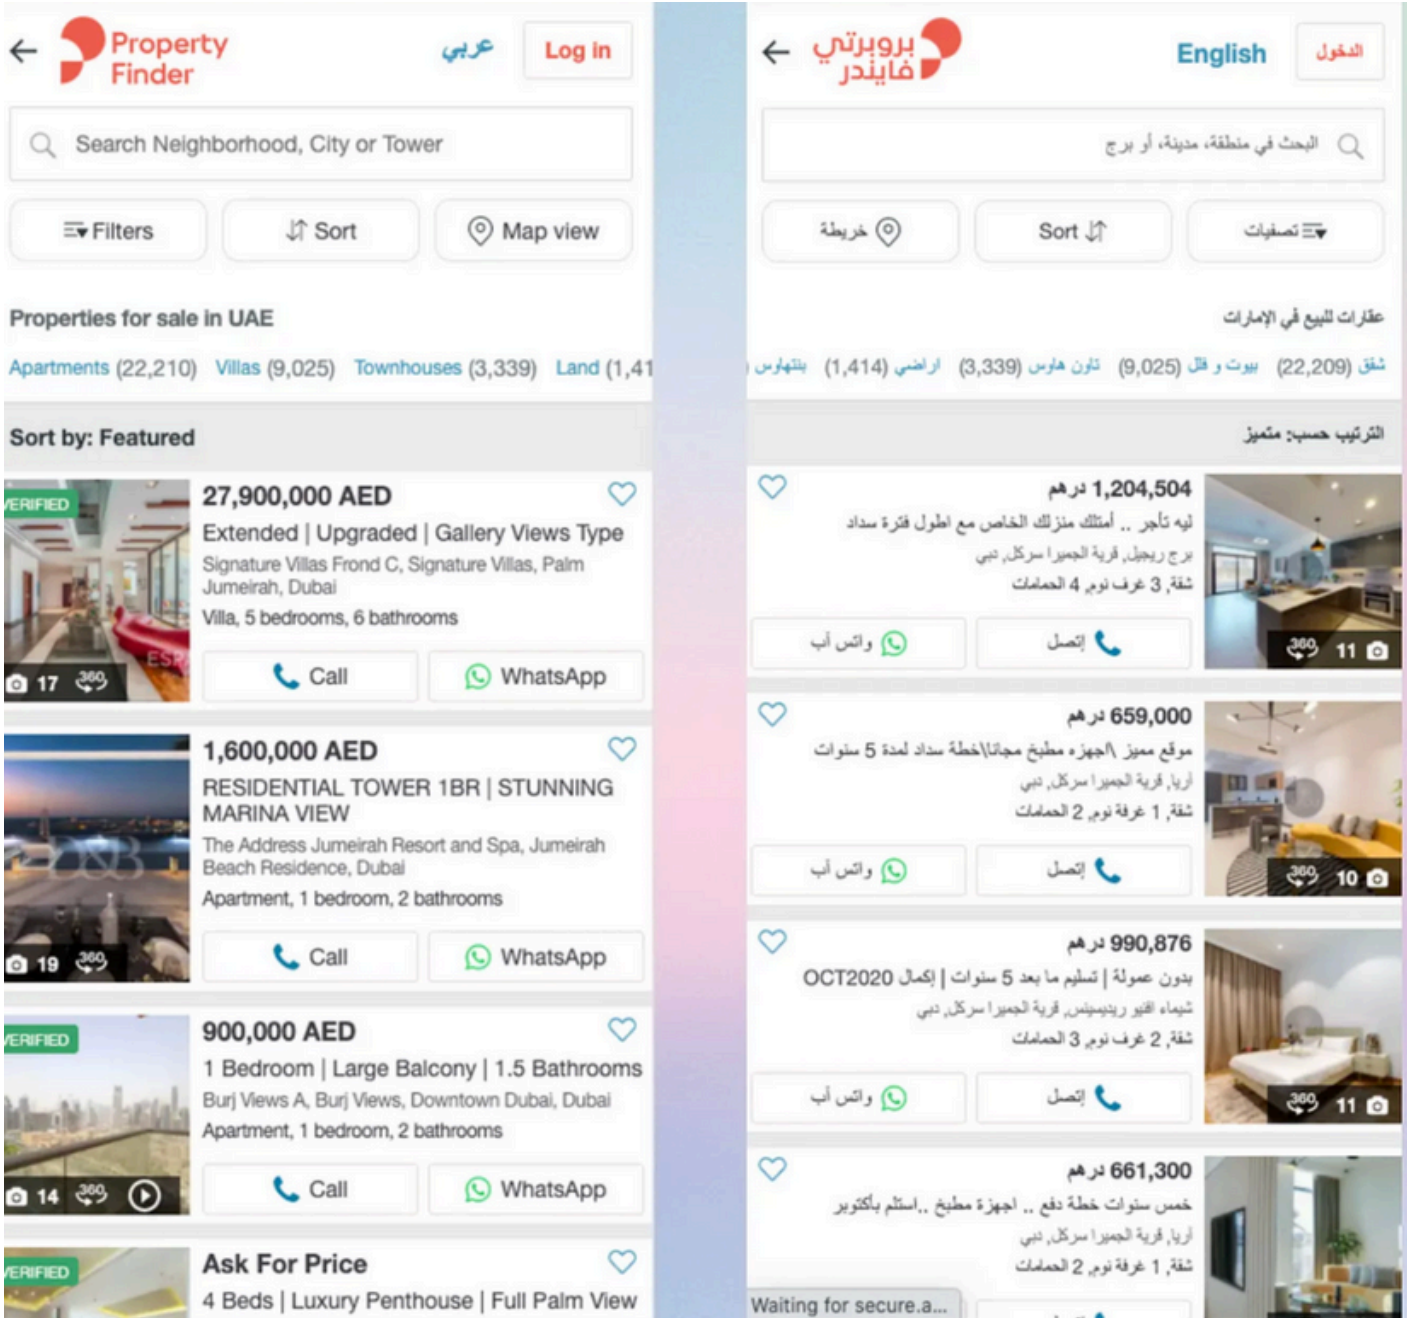 Property
Finder
عربي
Log in
Search Neighborhood, City or Tower
Filters
Sort
Map view
Properties for sale in UAE
Apartments (22,210) Villas (9,025) Townhouses (3,339) Land (1,41
Sort by: Featured
VERIFIED
27,900,000 AED
Extended | Upgraded | Gallery Views Type
Signature Villas Frond C, Signature Villas, Palm
Jumeirah, Dubai
Villa, 5 bedrooms, 6 bathrooms
17 360
Call
WhatsApp
1,600,000 AED
RESIDENTIAL TOWER 1BR | STUNNING
MARINA VIEW
The Address Jumeirah Resort and Spa, Jumeirah
Beach Residence, Dubai
Apartment, 1 bedroom, 2 bathrooms
D&B
19 360
Call
WhatsApp
VERIFIED
900,000 AED
1 Bedroom | Large Balcony | 1.5 Bathrooms
Burj Views A, Burj Views, Downtown Dubai, Dubai
Apartment, 1 bedroom, 2 bathrooms
14 360
Call
WhatsApp
VERIFIED
Ask For Price
4 Beds | Luxury Penthouse | Full Palm View
بروبرتي
فايندر
English
الدخول
البحث في منطقة، مدينة، أو برج
تصفيات
Sort
خريطة
عقارات للبيع في الإمارات
شقق (22,209) بيوت و فلل (9,025) تاون هاوس (3,339) اراضي (1,414) بنتهاوس
الترتيب حسب: متميز
1,204,504 درهم
ليه تأجر .. أمتلك منزلك الخاص مع اطول فترة سداد
برج ريجيل, قرية الجميرا سركل, دبي
شقة, 3 غرف نوم, 4 الحمامات
360 11
إتصل
واتس آب
659,000 درهم
موقع مميز \اجهزه مطبخ مجانا\خطة سداد لمدة 5 سنوات
أريا, قرية الجميرا سركل, دبي
شقة, 1 غرفة نوم, 2 الحمامات
360 10
إتصل
واتس آب
990,876 درهم
بدون عمولة | تسليم ما بعد 5 سنوات | إكمال OCT2020
شيماء افنيو ريديسينس, قرية الجميرا سركل, دبي
شقة, 2 غرف نوم, 3 الحمامات
360 11
إتصل
واتس آب
661,300 درهم
خمس سنوات خطة دفع .. اجهزة مطبخ ..استلم بأكتوبر
أريا, قرية الجميرا سركل, دبي
شقة, 1 غرفة نوم, 2 الحمامات
Waiting for secure.a...